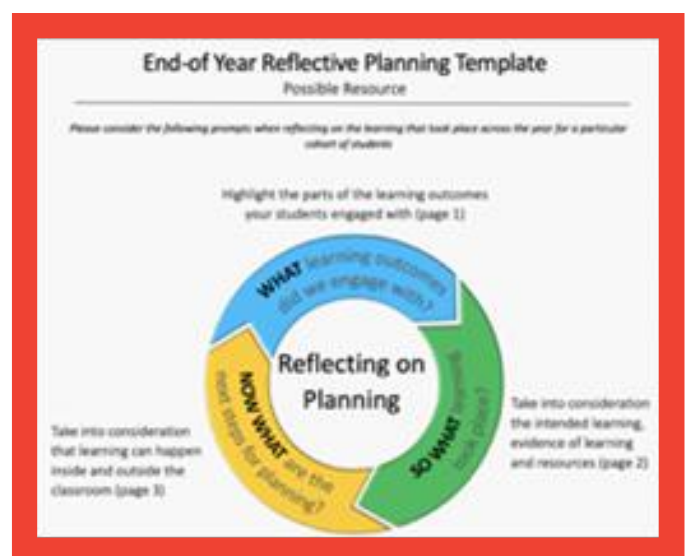 End-of Year Reflective Planning Template
Possible Resource
Please consider the following prompts when reflecting on the learning that took place across the year for a particular
cohort of students
Highlight the parts of the learning outcomes
your students engaged with (page 1)
WHAT learning outcomes
did we engage with?
Reflecting on
Planning
SO WHAT learning
took place?
Take into consideration
the intended learning,
evidence of learning
and resources (page 2)
NOW WHAT are the
next steps for planning?
Take into consideration
that learning can happen
inside and outside the
classroom (page 3)